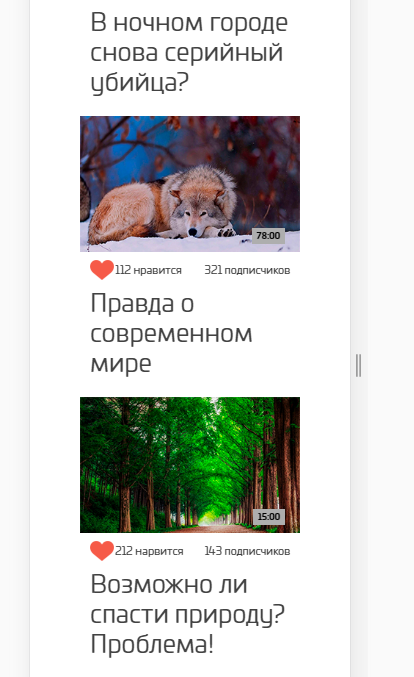 В ночном городе
снова серийный
убийца?
78:00
112 нравится 321 подписчиков
Правда о
современном
мире
15:00
212 нарвится 143 подписчиков
Возможно ли
спасти природу?
Проблема!